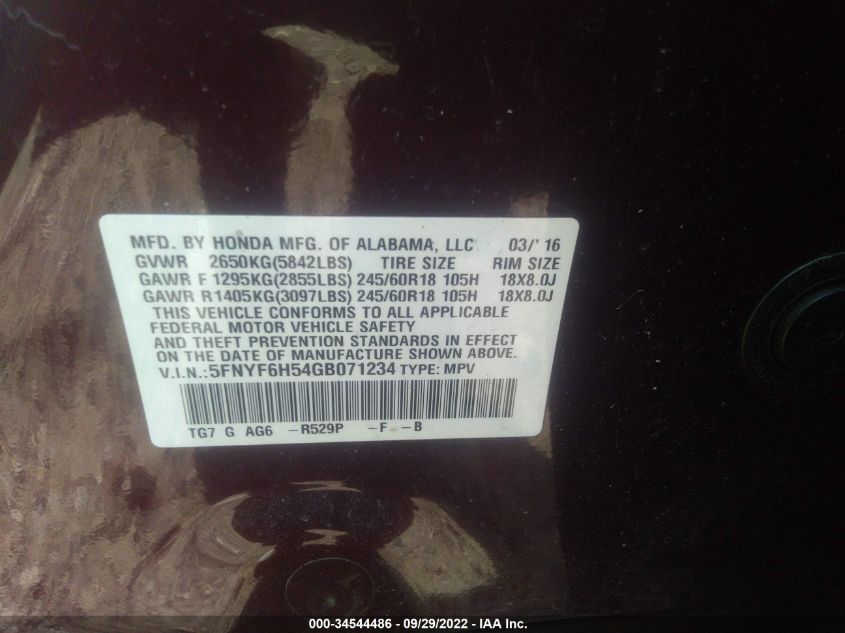 MFD. BY HONDA MFG. OF ALABAMA, LLC 03/'16
GVWR 2650KG(5842LBS) TIRE SIZE RIM SIZE
GAWR F 1295KG(2855LBS) 245/60R18 105H 18X8.0J
GAWR R1405KG(3097LBS) 245/60R18 105H 18X8.0J
THIS VEHICLE CONFORMS TO ALL APPLICABLE
FEDERAL MOTOR VEHICLE SAFETY
AND THEFT PREVENTION STANDARDS IN EFFECT
ON THE DATE OF MANUFACTURE SHOWN ABOVE.
V.I.N.:5FNYF6H54GB071234 TYPE: MPV
TG7 G AG6 -R529P -F -B
000-34544486 - 09/29/2022 - IAA Inc.